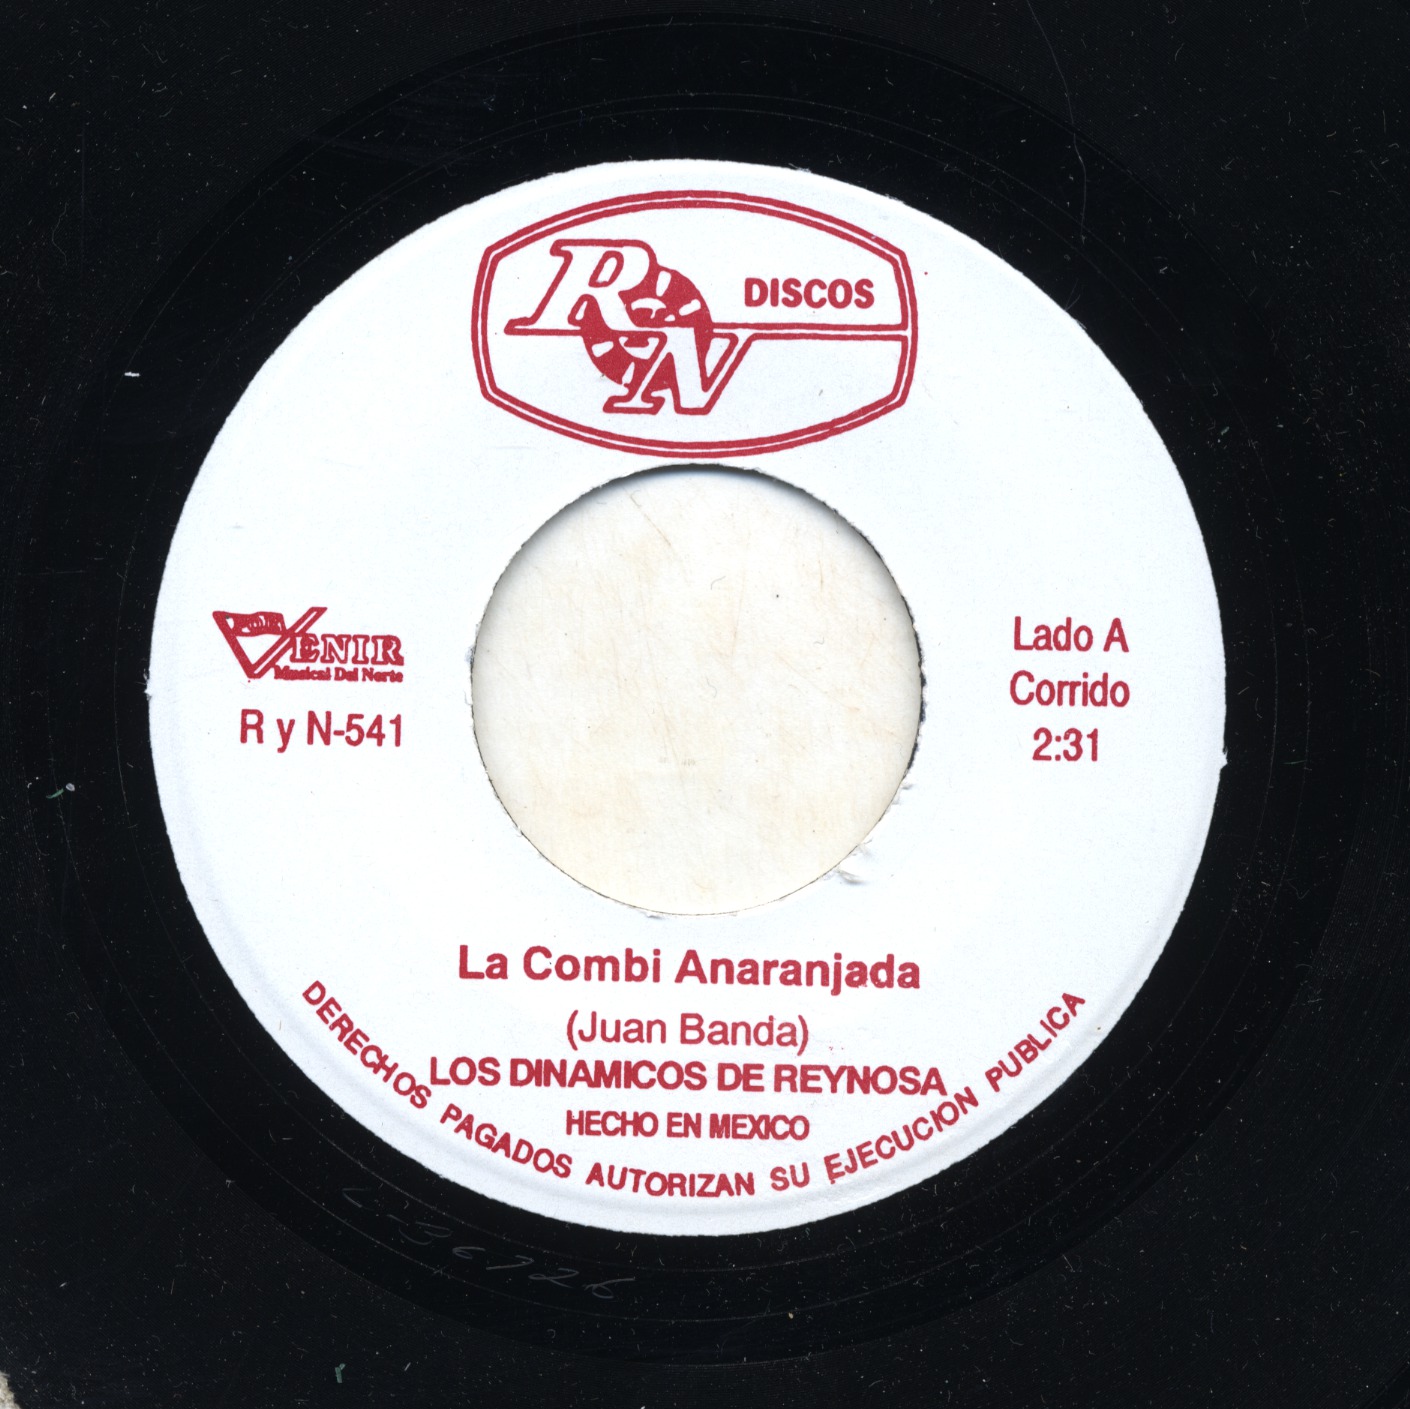 RN DISCOS
PORVENIR
Musical Del Norte
R y N-541
Lado A
Corrido
2:31
La Combi Anaranjada
(Juan Banda)
LOS DINAMICOS DE REYNOSA
HECHO EN MEXICO
DERECHOS PAGADOS AUTORIZAN SU EJECUCION PUBLICA